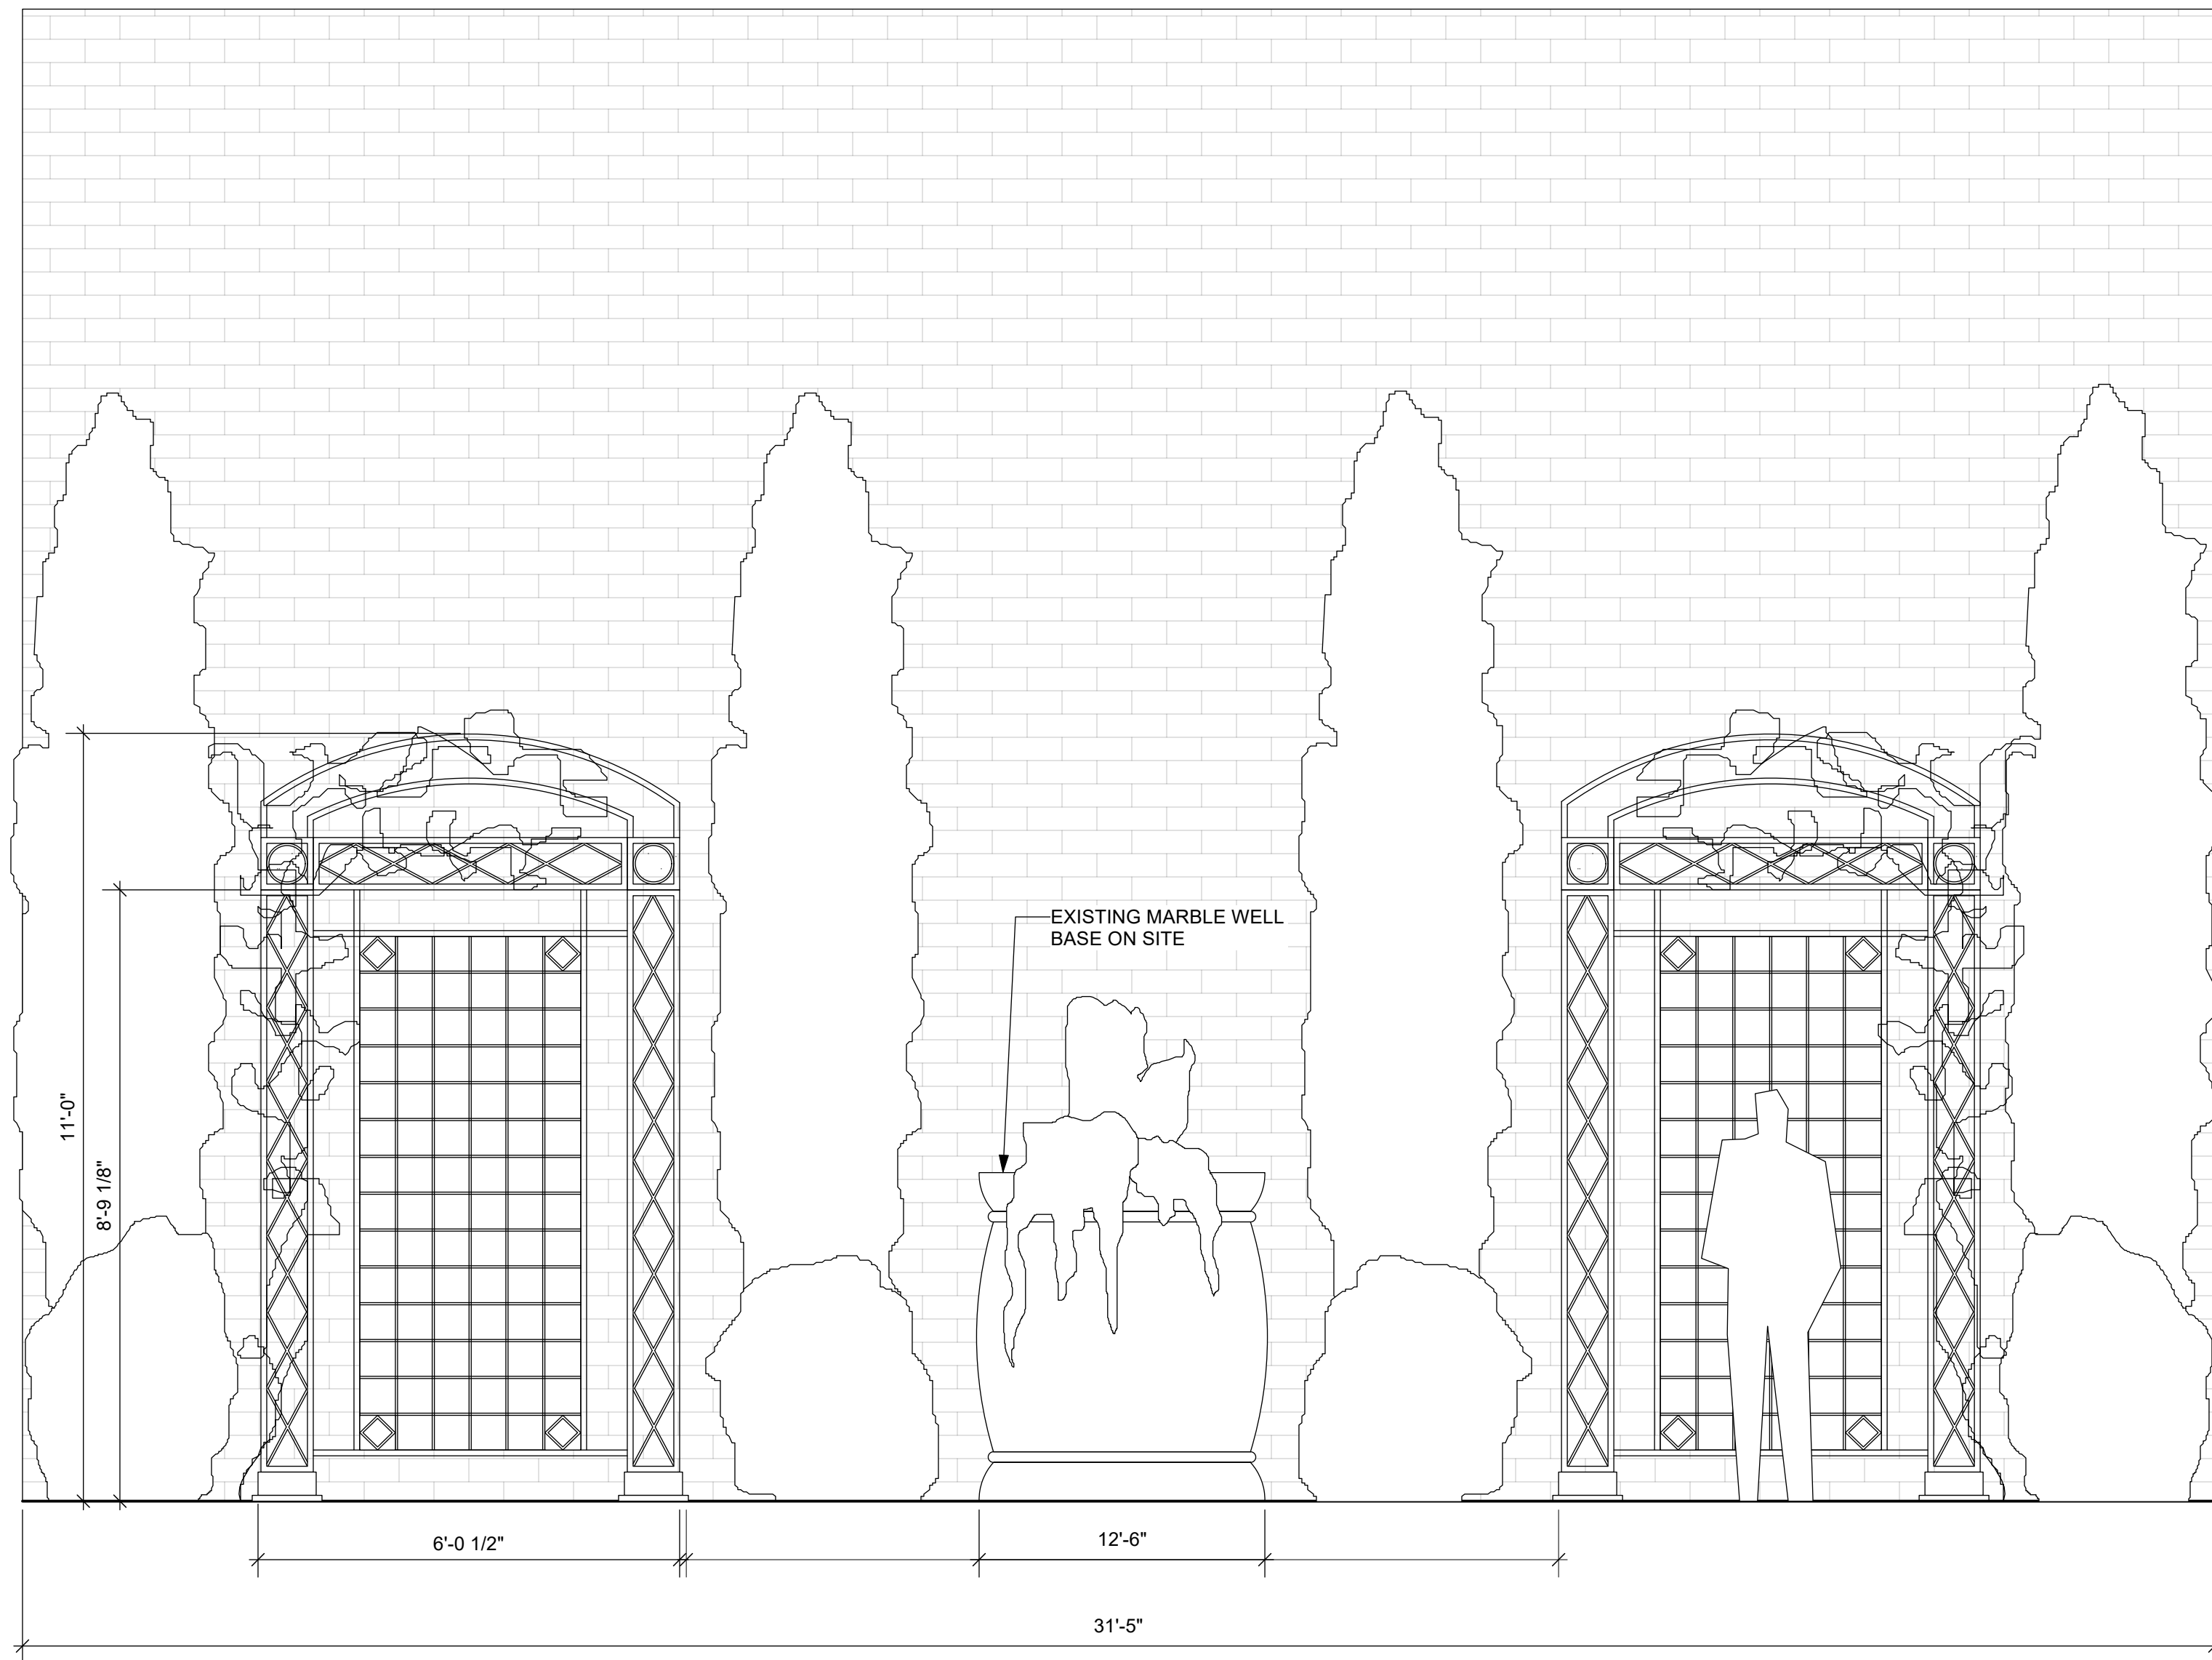 EXISTING MARBLE WELL
BASE ON SITE
11'-0"
8'-9 1/8"
6'-0 1/2"
12'-6"
31'-5"